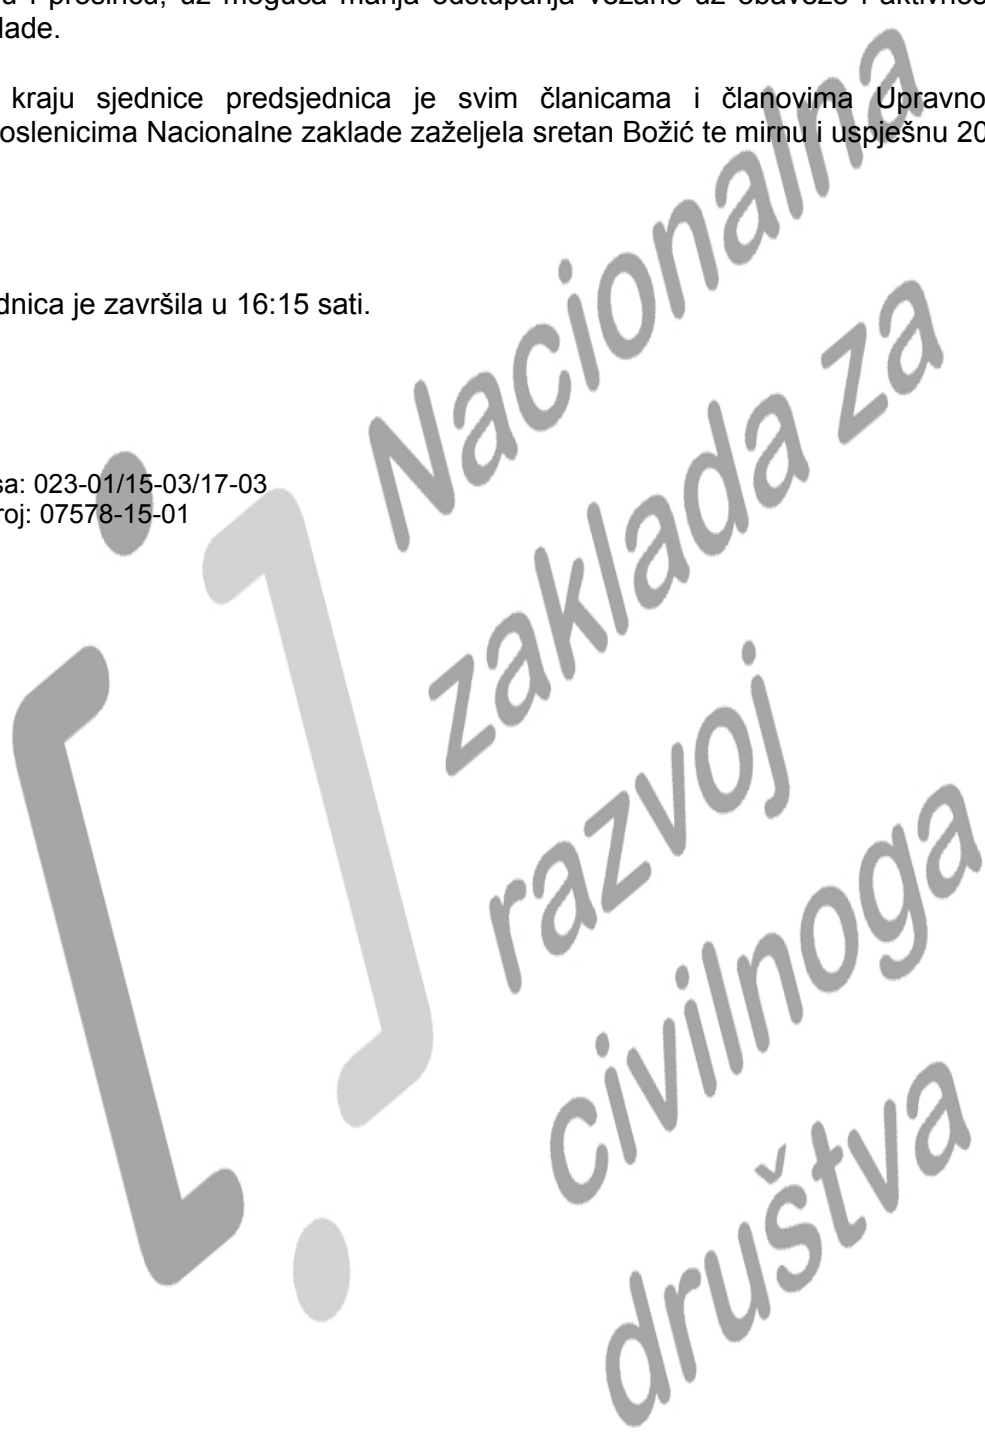 i prosincu, uz moguća manja odstupanja vezano uz obaveze i
lade.
kraju sjednice predsjednica je svim članicama i članovima Upravno
oslenicima Nacionalne zaklade zaželjela sretan Božić te mirnu i uspješnu 20
dnica je završila u 16:15 sati.
sa: 023-01/15-03/17-03
roj: 07578-15-01
Nacionalna
zaklada za
razvoj
civilnoga
društva